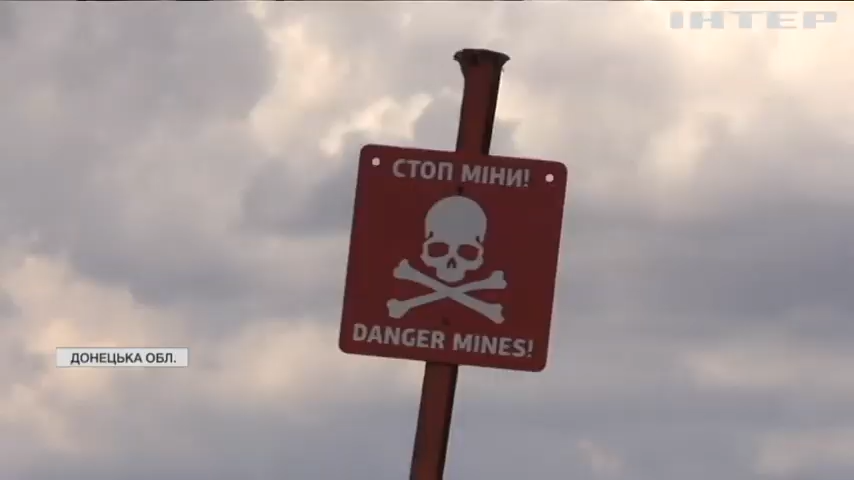 ІНТЕР
СТОП МІНИ!
DANGER MINES!
ДОНЕЦЬКА ОБЛ.